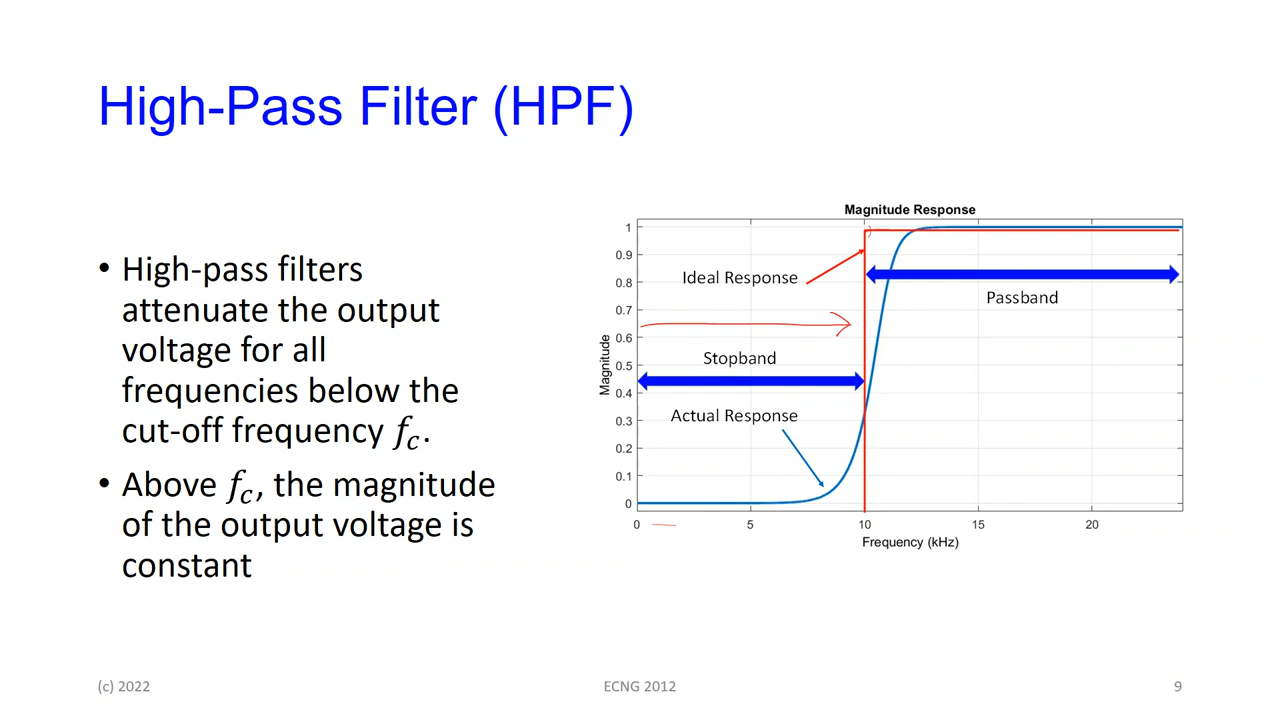 High-Pass Filter (HPF)
• High-pass filters
attenuate the output
voltage for all
frequencies below the
cut-off frequency f_c.
• Above f_c, the magnitude
of the output voltage is
constant
Magnitude Response
1
0.9
0.8
0.7
0.6
0.5
0.4
0.3
0.2
0.1
0
Magnitude
Ideal Response
Passband
Stopband
Actual Response
0 5 10 15 20
Frequency (kHz)
(c) 2022
ECNG 2012
9